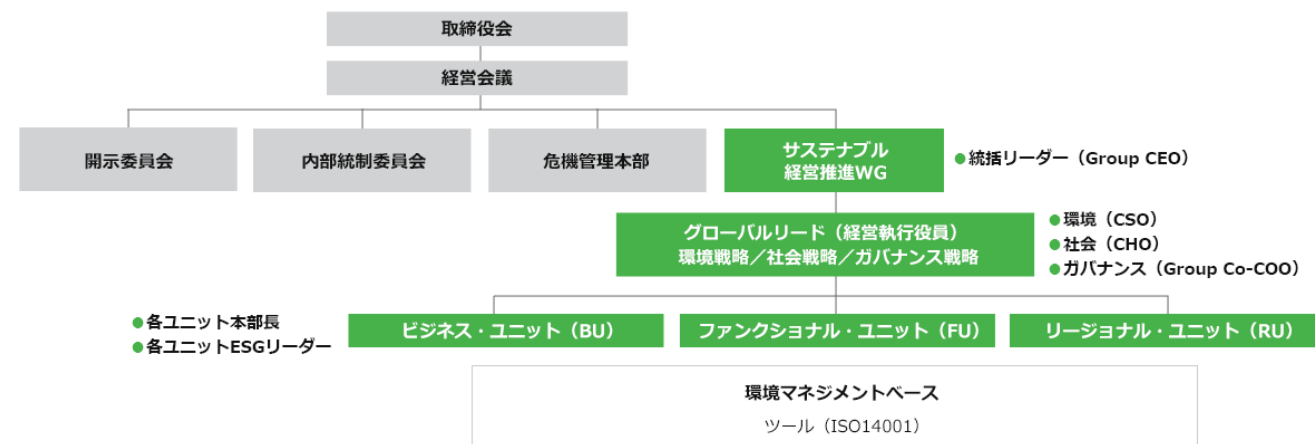 取締役会
経営会議
開示委員会
内部統制委員会
危機管理本部
サステナブル
経営推進WG
●統括リーダー（Group CEO）
グローバルリード（経営執行役員）
環境戦略／社会戦略／ガバナンス戦略
●環境（CSO）
●社会（CHO）
●ガバナンス（Group Co-COO）
●各ユニット本部長
●各ユニットESGリーダー
ビジネス・ユニット（BU）
ファンクショナル・ユニット（FU）
リージョナル・ユニット（RU）
環境マネジメントベース
ツール（ISO14001）